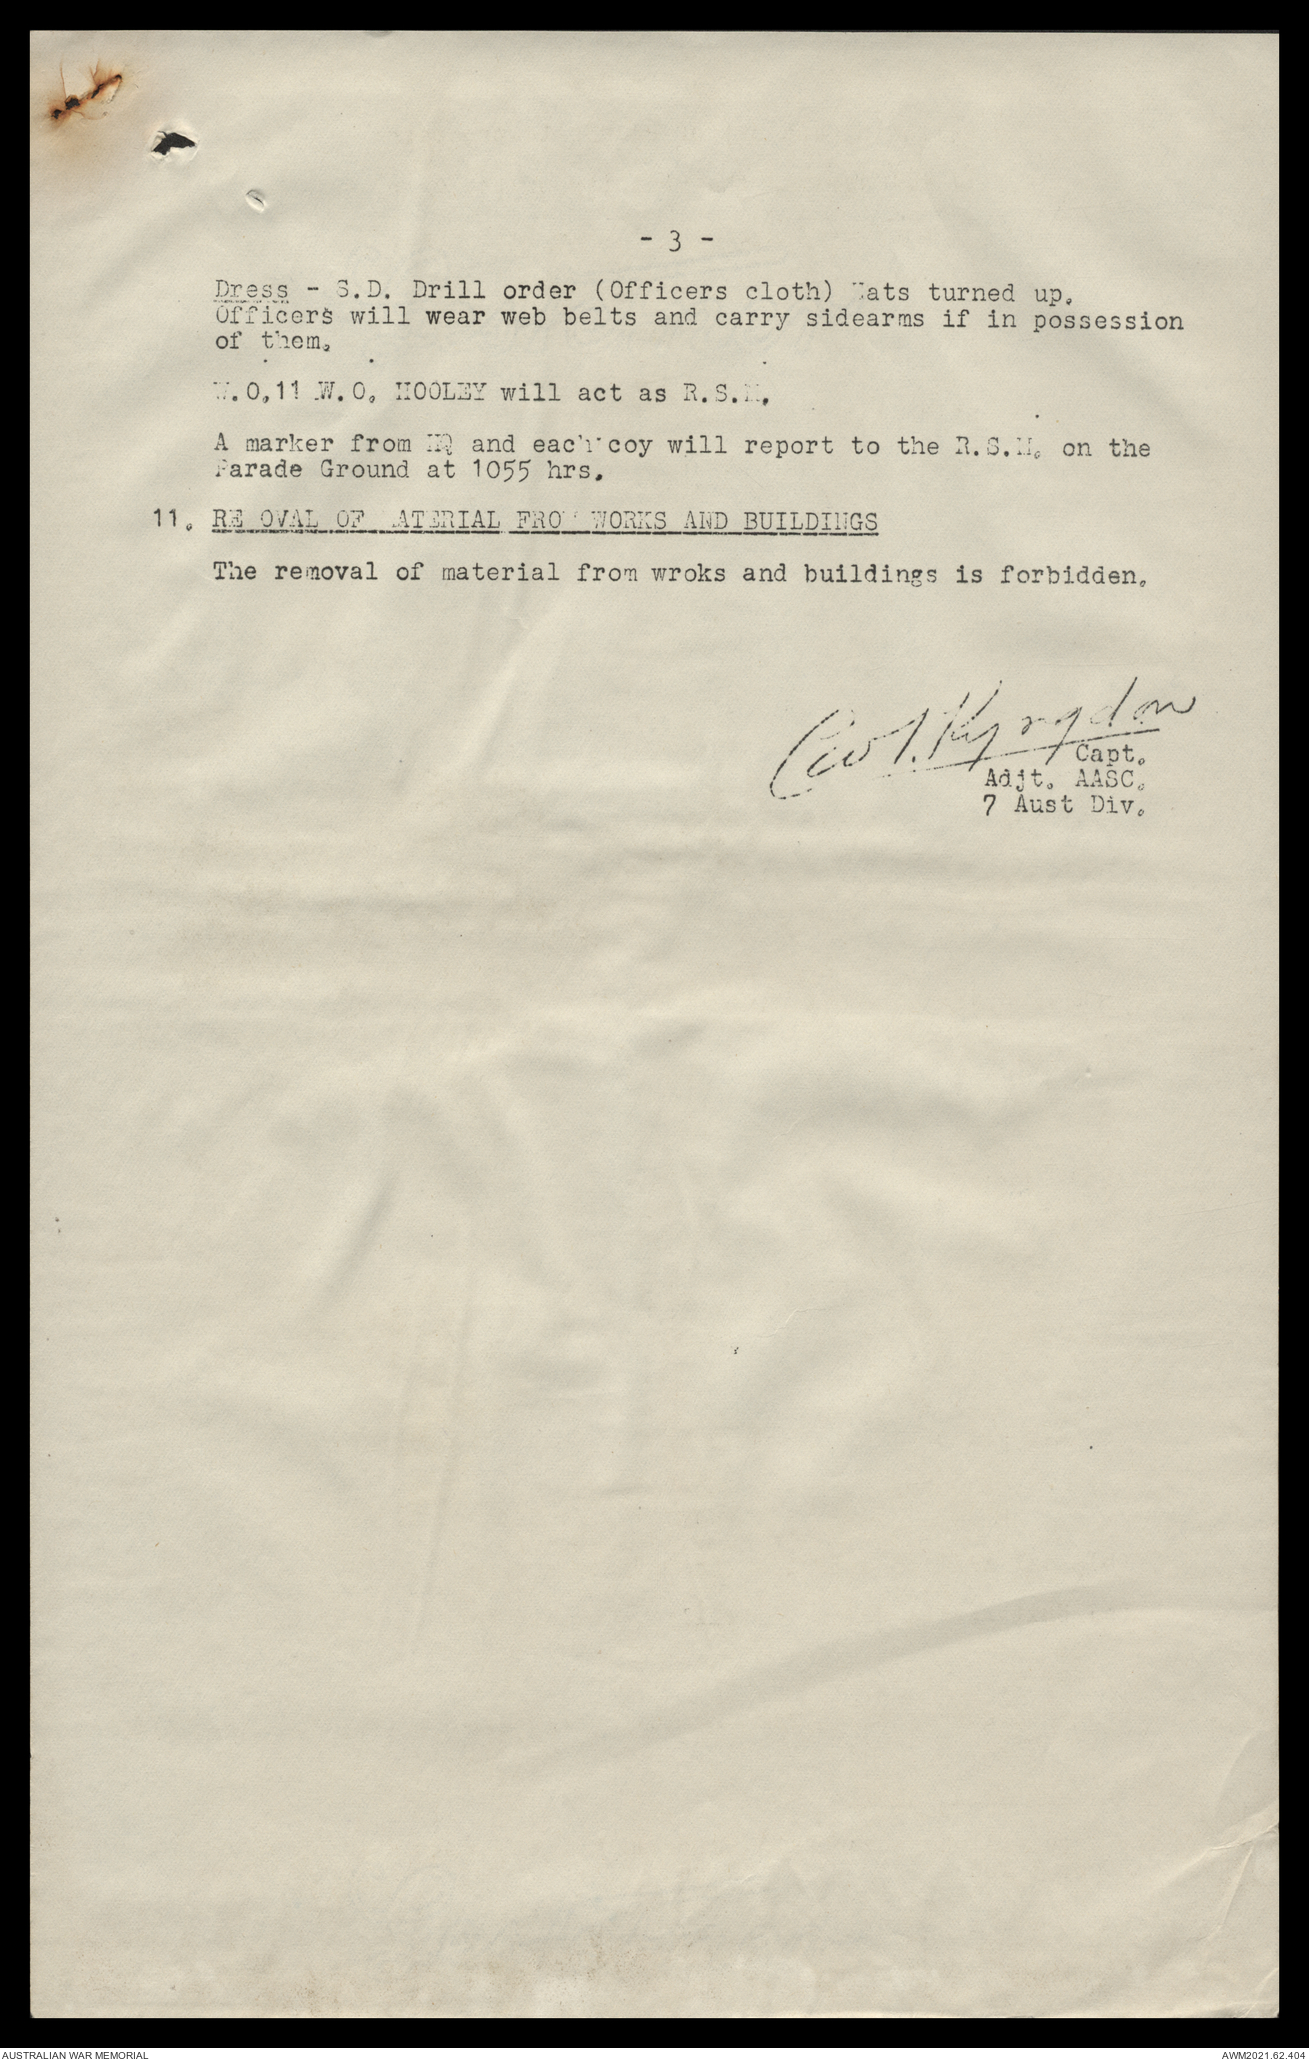 - 3 -
Dress - S.D. Drill order (Officers cloth) Hats turned up.
Officers will wear web belts and carry sidearms if in possession
of them.
W.O,11 W.O. HOOLEY will act as R.S.M.
A marker from HQ and each coy will report to the R.S.M. on the
Parade Ground at 1055 hrs.
11. REMOVAL OF MATERIAL FROM WORKS AND BUILDINGS
The removal of material from wroks and buildings is forbidden.
Kyngdon
Capt.
Adjt. AASC.
7 Aust Div.
AUSTRALIAN WAR MEMORIAL
AWM2021.62.404